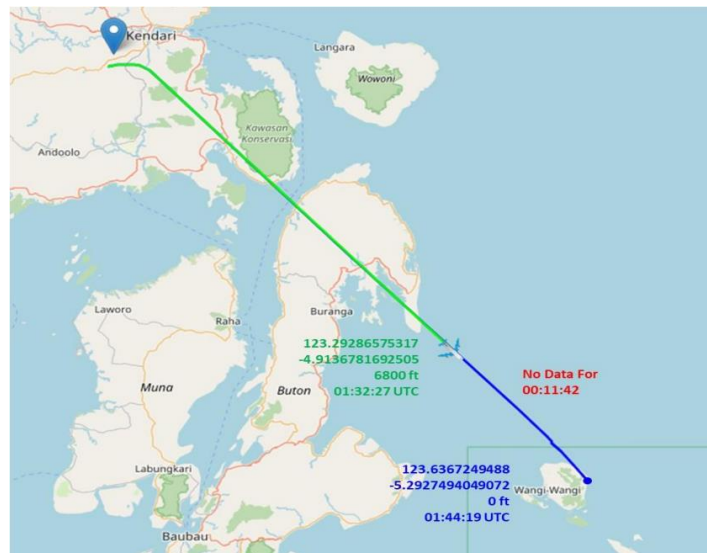 Kendari
Langara
Wowoni
Kawasan
Konservasi
Andoolo
Laworo
Raha
Buranga
123.29286575317
-4.9136781692505
6800 ft
01:32:27 UTC
No Data For
00:11:42
Muna
Buton
Labungkari
123.6367249488
-5.2927494049072
0 ft
01:44:19 UTC
Wangi-Wangi
Baubau